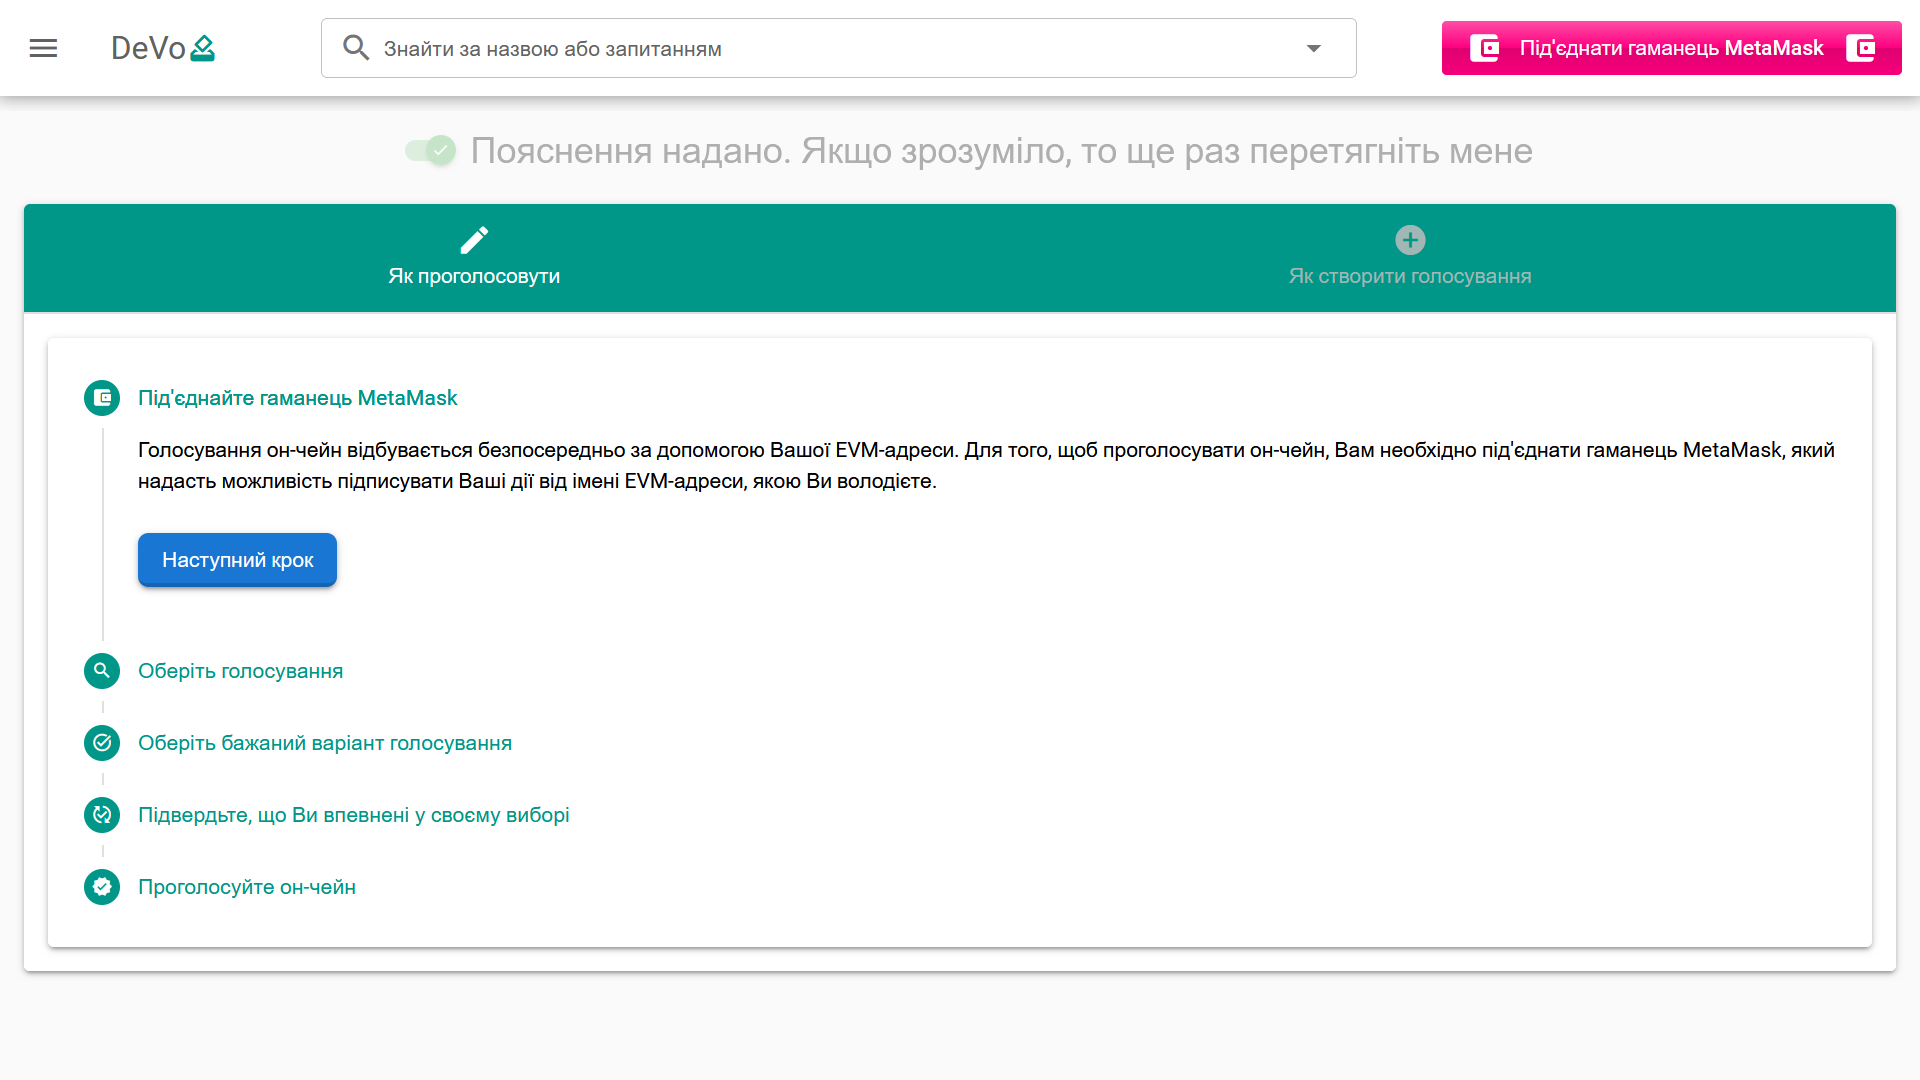 DeVo
Знайти за назвою або запитанням
Під'єднати гаманець MetaMask
Пояснення надано. Якщо зрозуміло, то ще раз перетягніть мене
Як проголосовути
Як створити голосування
Під'єднайте гаманець MetaMask
Голосування он-чейн відбувається безпосередньо за допомогою Вашої EVM-адреси. Для того, щоб проголосувати он-чейн, Вам необхідно під'єднати гаманець MetaMask, який
надасть можливість підписувати Ваші дії від імені EVM-адреси, якою Ви володієте.
Наступний крок
Оберіть голосування
Оберіть бажаний варіант голосування
Підвердьте, що Ви впевнені у своєму виборі
Проголосуйте он-чейн